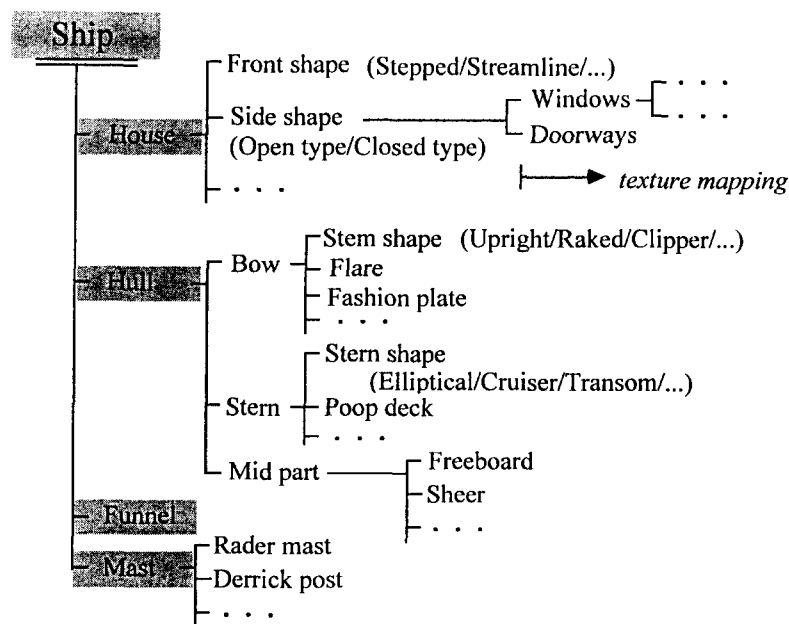 Ship
Front shape (Stepped/Streamline/...)
Side shape
(Open type/Closed type)
Windows
. . .
. . .
Doorways
House
. . .
texture mapping
Stem shape (Upright/Raked/Clipper/...)
Bow
Flare
Fashion plate
. . .
Hull
Stern shape
(Elliptical/Cruiser/Transom/...)
Stern
Poop deck
. . .
Mid part
Freeboard
Sheer
. . .
Funnel
Rader mast
Mast
Derrick post
. . .